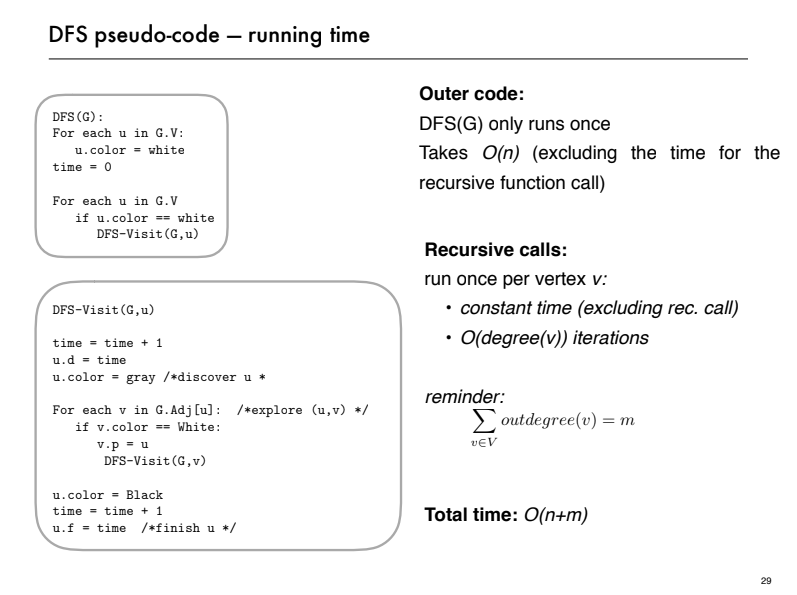 DFS pseudo-code — running time
DFS(G):
For each u in G.V:
u.color = white
time = 0
For each u in G.V
if u.color == white
DFS-Visit(G,u)
DFS-Visit(G,u)
time = time + 1
u.d = time
u.color = gray /*discover u *
For each v in G.Adj[u]: /*explore (u,v) */
if v.color == White:
v.p = u
DFS-Visit(G,v)
u.color = Black
time = time + 1
u.f = time /*finish u */
Outer code:
DFS(G) only runs once
Takes O(n) (excluding the time for the
recursive function call)
Recursive calls:
run once per vertex v:
• constant time (excluding rec. call)
• O(degree(v)) iterations
reminder:
∑ outdegree(v) = m
v∈V
Total time: O(n+m)
29